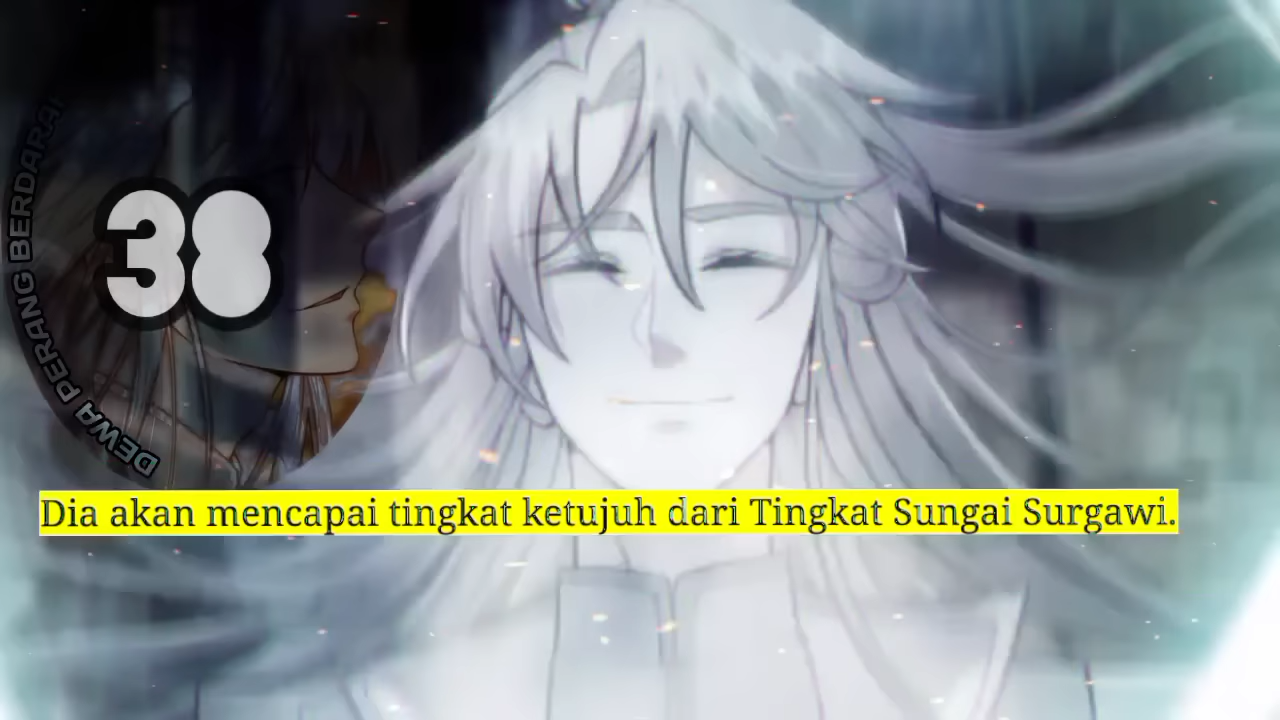 DEWA PERANG BERDARAH
38
Dia akan mencapai tingkat ketujuh dari Tingkat Sungai Surgawi.